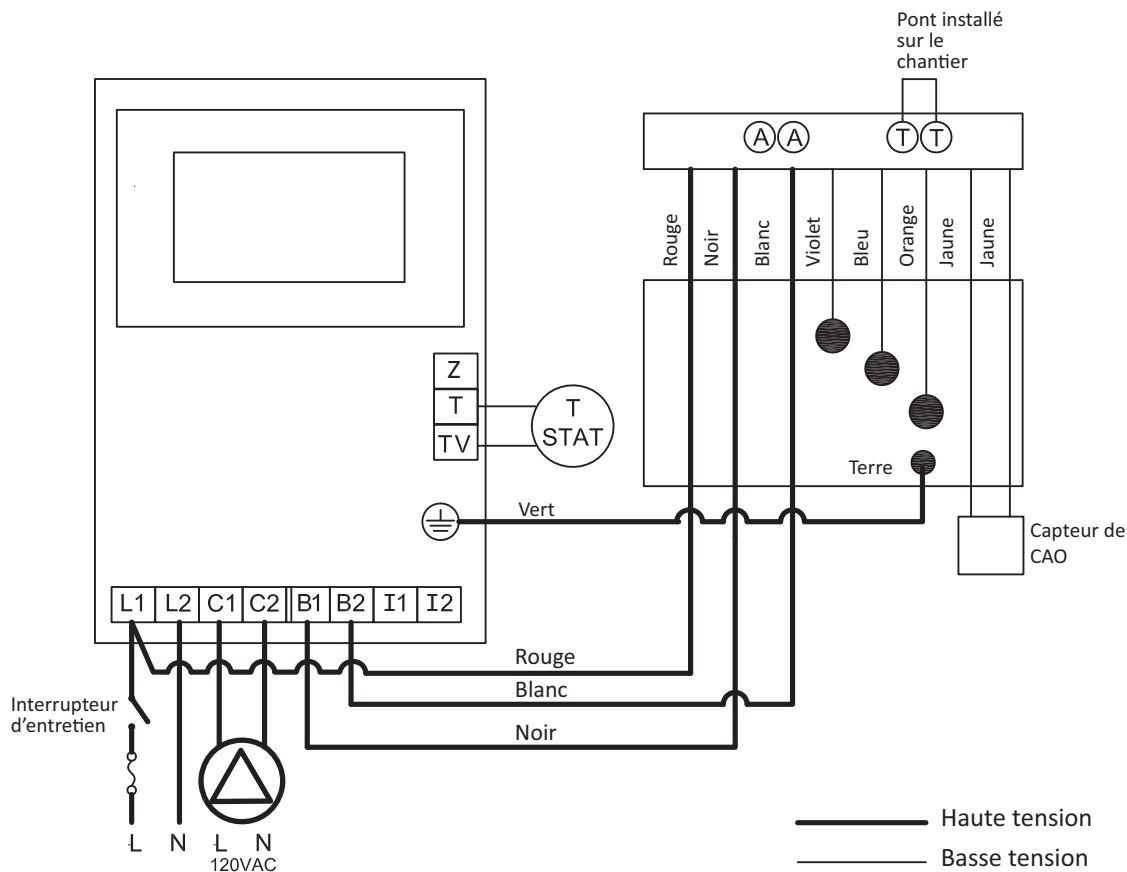 Pont installé
sur le
chantier
A A T T
Rouge
Noir
Blanc
Violet
Bleu
Orange
Jaune
Jaune
Z
T
TV
T
STAT
Terre
Vert
Capteur de
CAO
L1 L2 C1 C2 B1 B2 I1 I2
Rouge
Blanc
Noir
Interrupteur
d’entretien
L N L N
120VAC
Haute tension
Basse tension